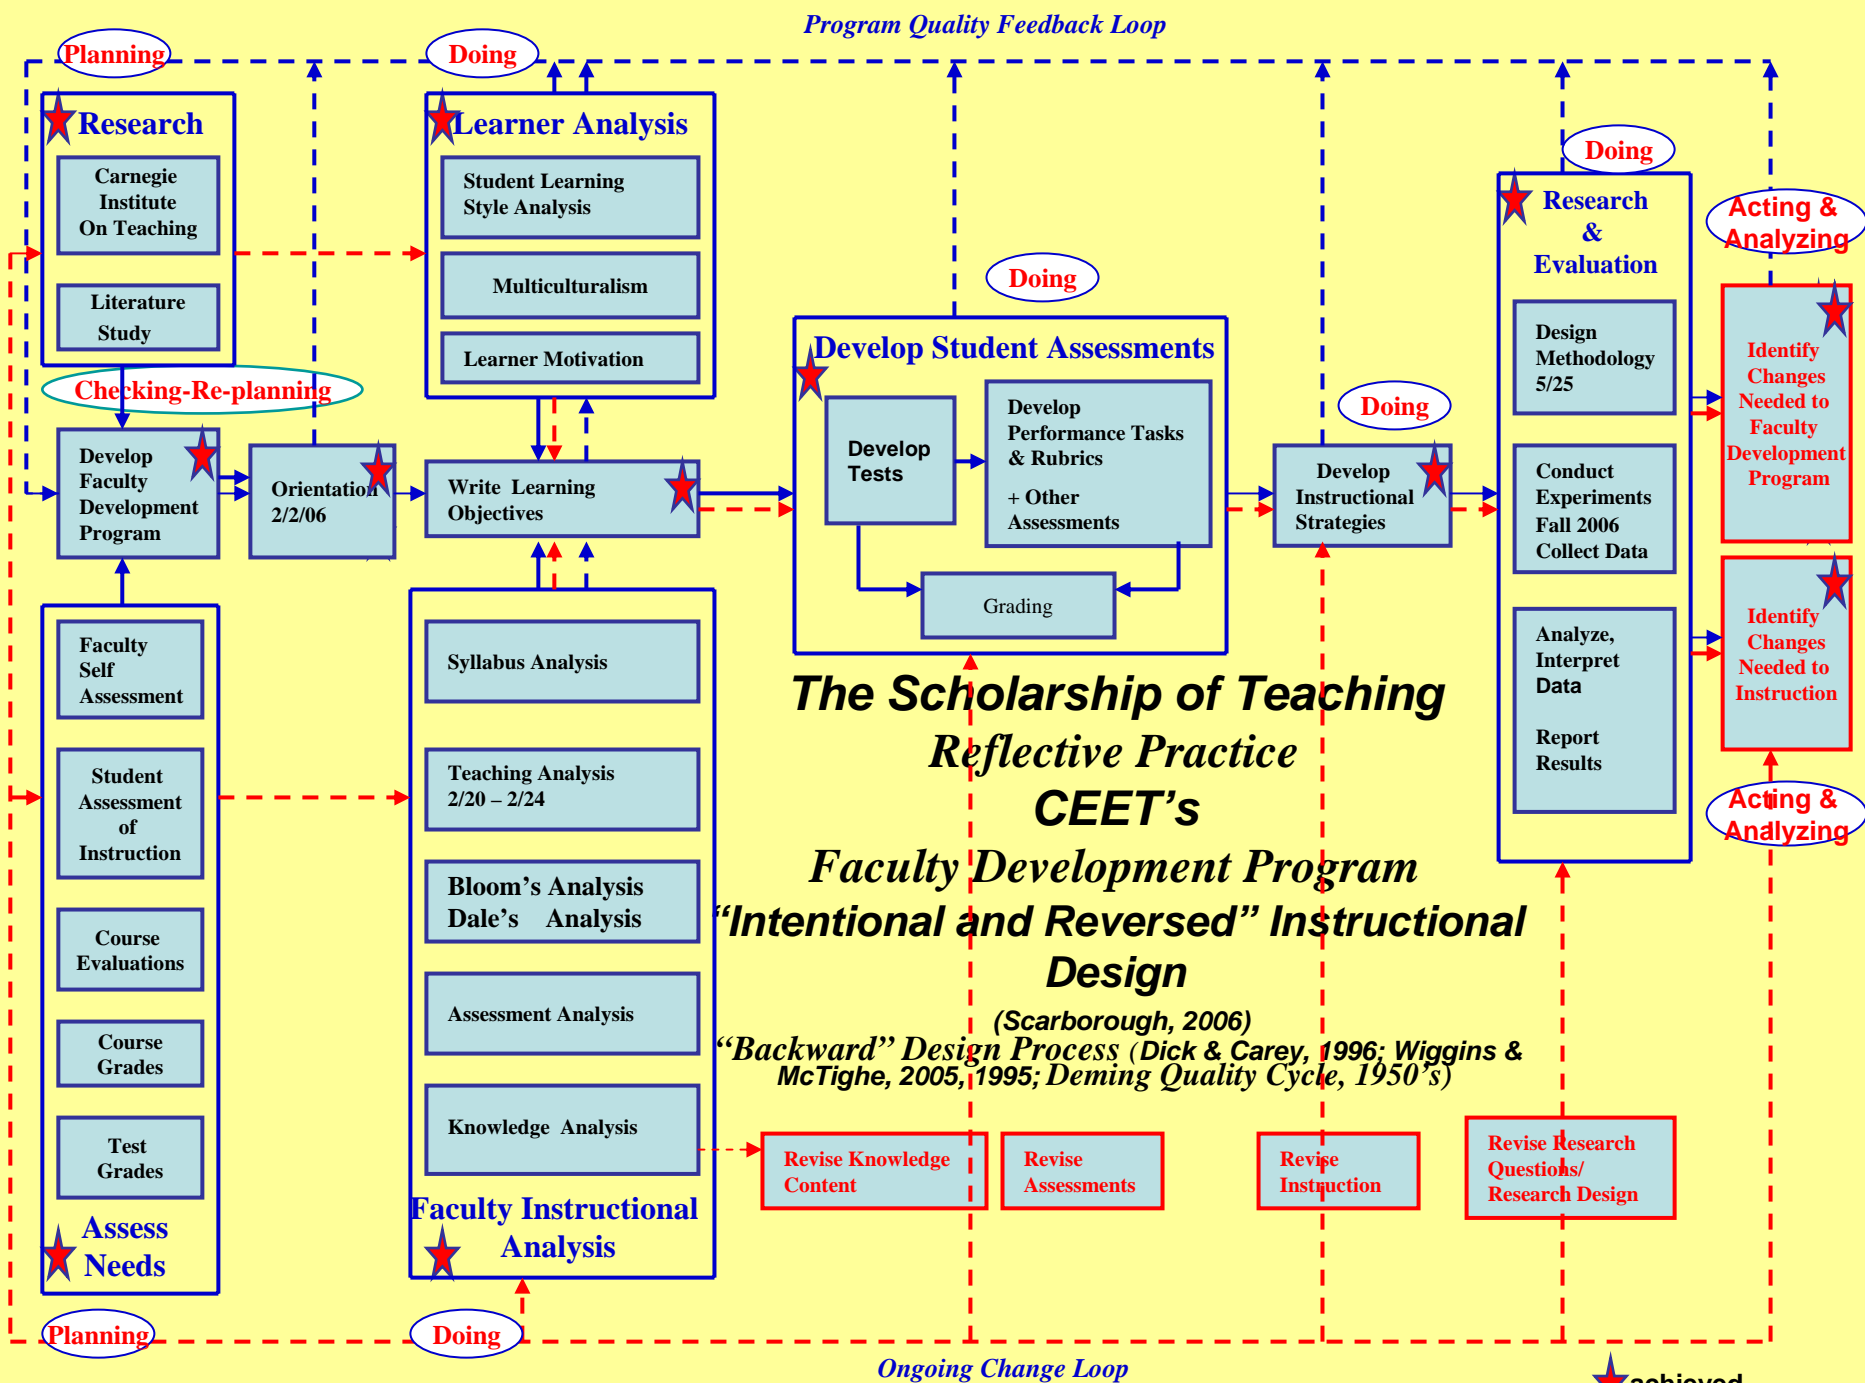 Program Quality Feedback Loop
Planning
Doing
Research
Carnegie
Institute
On Teaching
Literature
Study
Checking-Re-planning
Develop
Faculty
Development
Program
Orientation
2/2/06
Faculty
Self
Assessment
Student
Assessment
of
Instruction
Course
Evaluations
Course
Grades
Test
Grades
Assess
Needs
Planning
Learner Analysis
Student Learning
Style Analysis
Multiculturalism
Learner Motivation
Write Learning
Objectives
Syllabus Analysis
Teaching Analysis
2/20 – 2/24
Bloom's Analysis
Dale's Analysis
Assessment Analysis
Knowledge Analysis
Faculty Instructional
Analysis
Doing
Doing
Develop Student Assessments
Develop
Tests
Develop
Performance Tasks
& Rubrics
+ Other
Assessments
Grading
Doing
Develop
Instructional
Strategies
Doing
Research
&
Evaluation
Design
Methodology
5/25
Conduct
Experiments
Fall 2006
Collect Data
Analyze,
Interpret
Data
Report
Results
Acting &
Analyzing
Identify
Changes
Needed to
Faculty
Development
Program
Identify
Changes
Needed to
Instruction
Acting &
Analyzing
The Scholarship of Teaching
Reflective Practice
CEET's
Faculty Development Program
“Intentional and Reversed” Instructional
Design
(Scarborough, 2006)
“Backward” Design Process (Dick & Carey, 1996; Wiggins &
McTighe, 2005, 1995; Deming Quality Cycle, 1950's)
Revise Knowledge
Content
Revise
Assessments
Revise
Instruction
Revise Research
Questions/
Research Design
Ongoing Change Loop
achieved